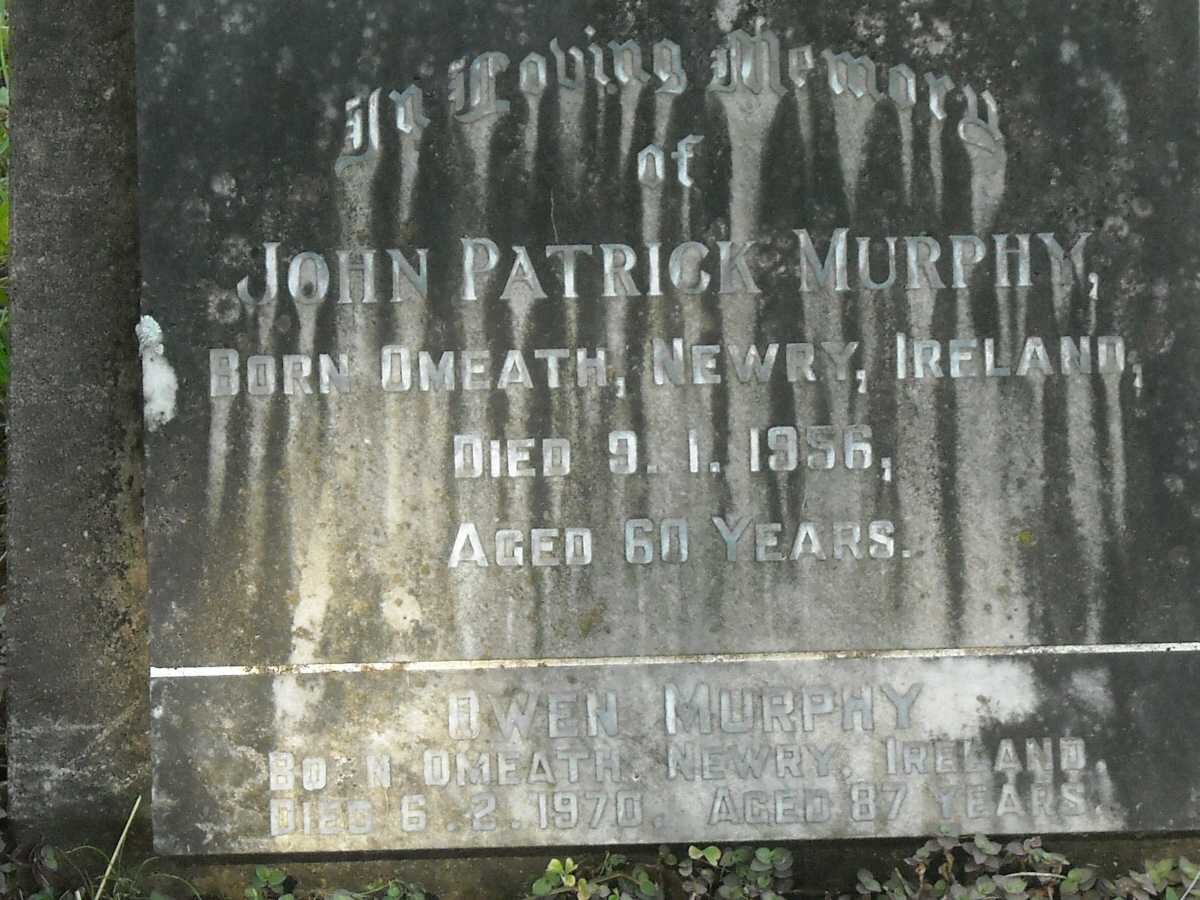 In Loving Memory
of
JOHN PATRICK MURPHY,
BORN OMEATH, NEWRY, IRELAND,
DIED 9.1.1956,
AGED 60 YEARS.
OWEN MURPHY
BO N OMEATH, NEWRY, IRELAND,
DIED 6.2.1970. AGED 87 YEARS.